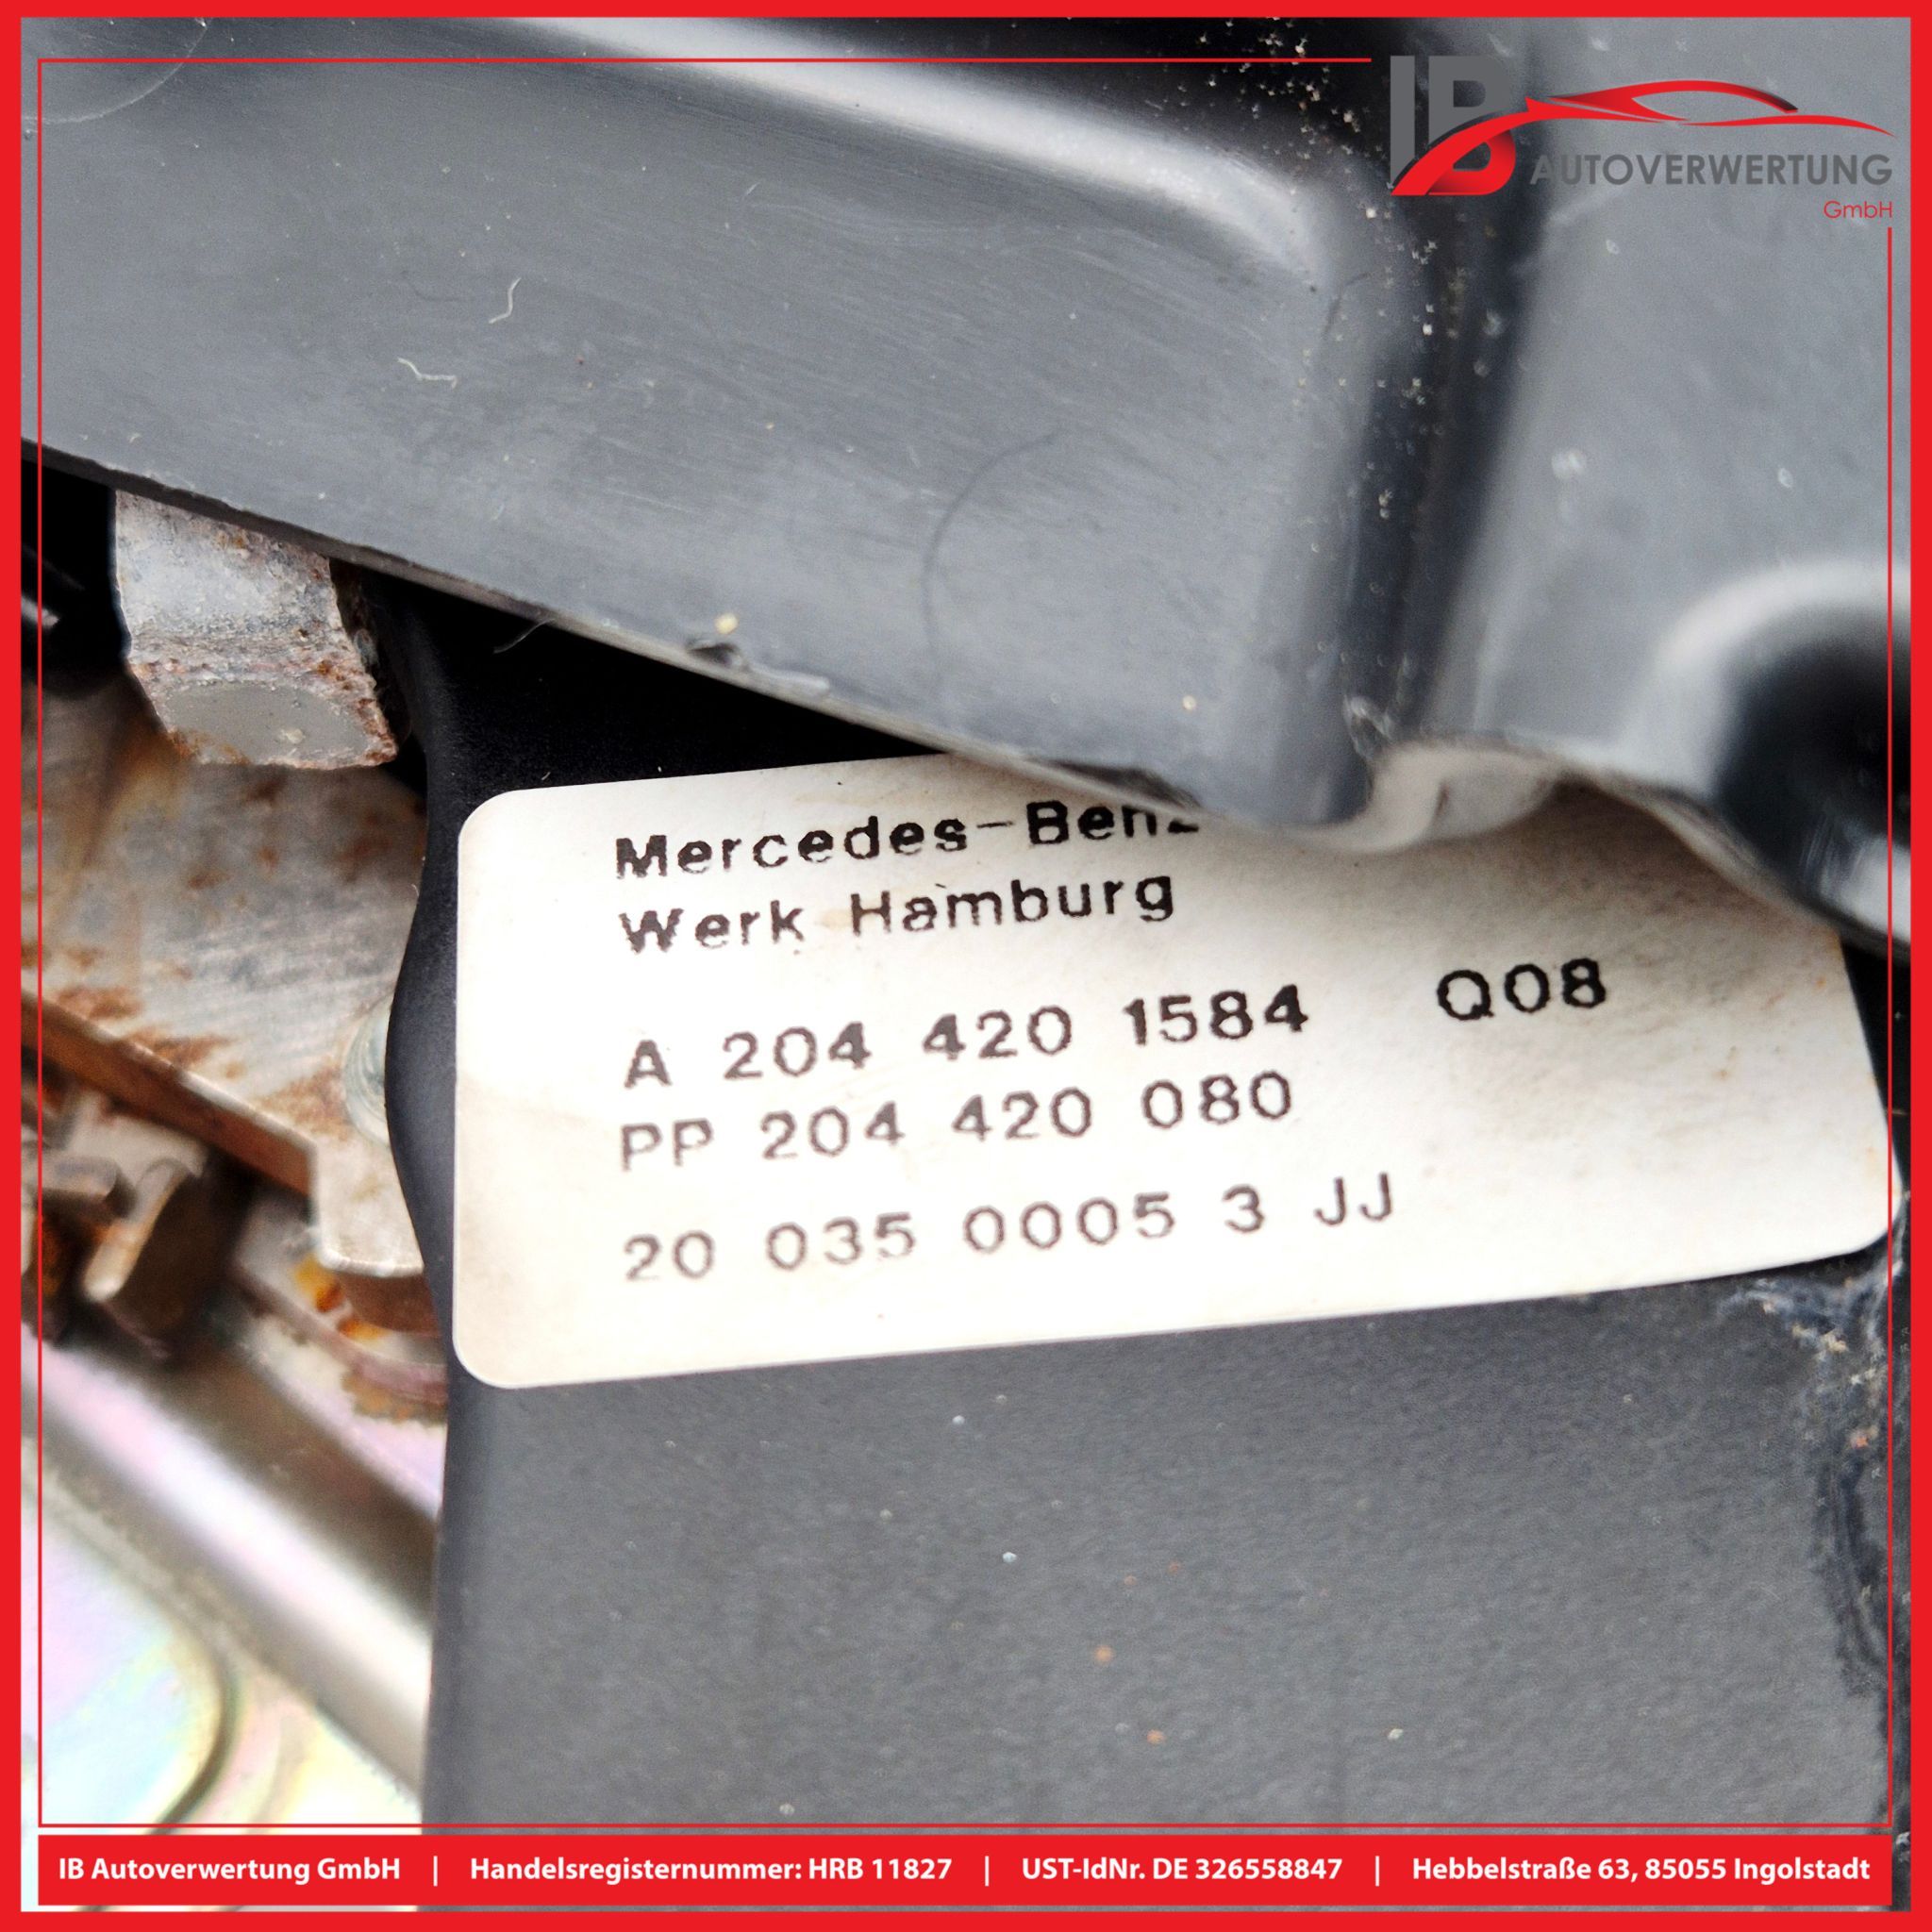 IB
AUTOVERWERTUNG
GmbH
Mercedes-Benz
Werk Hamburg
A 204 420 1584 Q08
PP 204 420 080
20 035 0005 3 JJ
IB Autoverwertung GmbH | Handelsregisternummer: HRB 11827 | UST-IdNr. DE 326558847 | Hebbelstraße 63, 85055 Ingolstadt